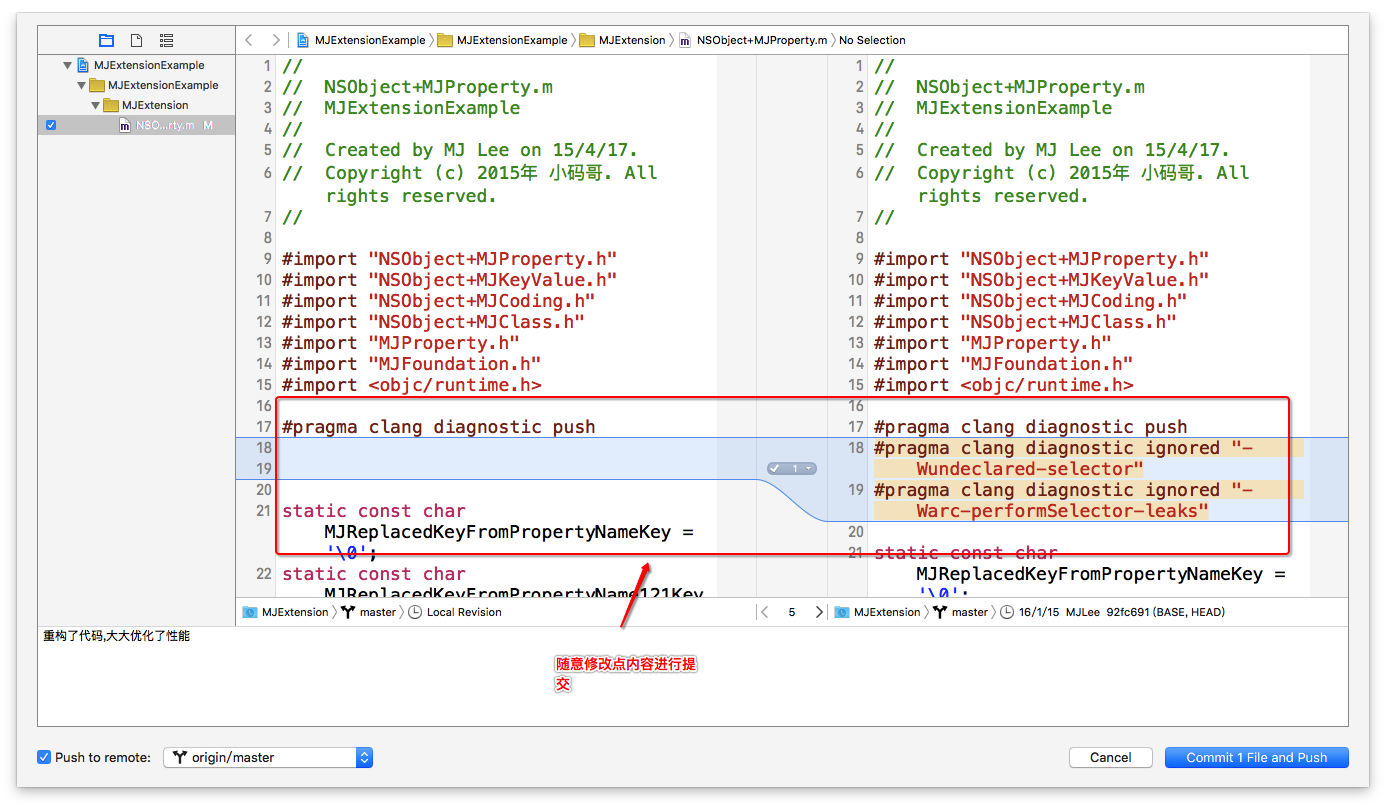 MJExtensionExample 〉 MJExtensionExample 〉 MJExtension 〉 NSObject+MJProperty.m 〉 No Selection
MJExtensionExample
MJExtensionExample
MJExtension
NSO...rty.m M
1 //
2 // NSObject+MJProperty.m
3 // MJExtensionExample
4 //
5 // Created by MJ Lee on 15/4/17.
6 // Copyright (c) 2015年 小码哥. All
rights reserved.
7 //
8
9 #import "NSObject+MJProperty.h"
10 #import "NSObject+MJKeyValue.h"
11 #import "NSObject+MJCoding.h"
12 #import "NSObject+MJClass.h"
13 #import "MJProperty.h"
14 #import "MJFoundation.h"
15 #import <objc/runtime.h>
16
17 #pragma clang diagnostic push
18
19
20
21 static const char
MJReplacedKeyFromPropertyNameKey =
'\0';
22 static const char
MJReplacedKeyFromPropertyName121Key
1
1 //
2 // NSObject+MJProperty.m
3 // MJExtensionExample
4 //
5 // Created by MJ Lee on 15/4/17.
6 // Copyright (c) 2015年 小码哥. All
rights reserved.
7 //
8
9 #import "NSObject+MJProperty.h"
10 #import "NSObject+MJKeyValue.h"
11 #import "NSObject+MJCoding.h"
12 #import "NSObject+MJClass.h"
13 #import "MJProperty.h"
14 #import "MJFoundation.h"
15 #import <objc/runtime.h>
16
17 #pragma clang diagnostic push
18 #pragma clang diagnostic ignored "-
Wundeclared-selector"
19 #pragma clang diagnostic ignored "-
Warc-performSelector-leaks"
20
21 static const char
MJReplacedKeyFromPropertyNameKey =
'\0';
MJExtension 〉 master 〉 Local Revision
5
MJExtension 〉 master 〉 16/1/15 MJLee 92fc691 (BASE, HEAD)
重构了代码,大大优化了性能
随意修改点内容进行提
交
Push to remote: origin/master
Cancel
Commit 1 File and Push